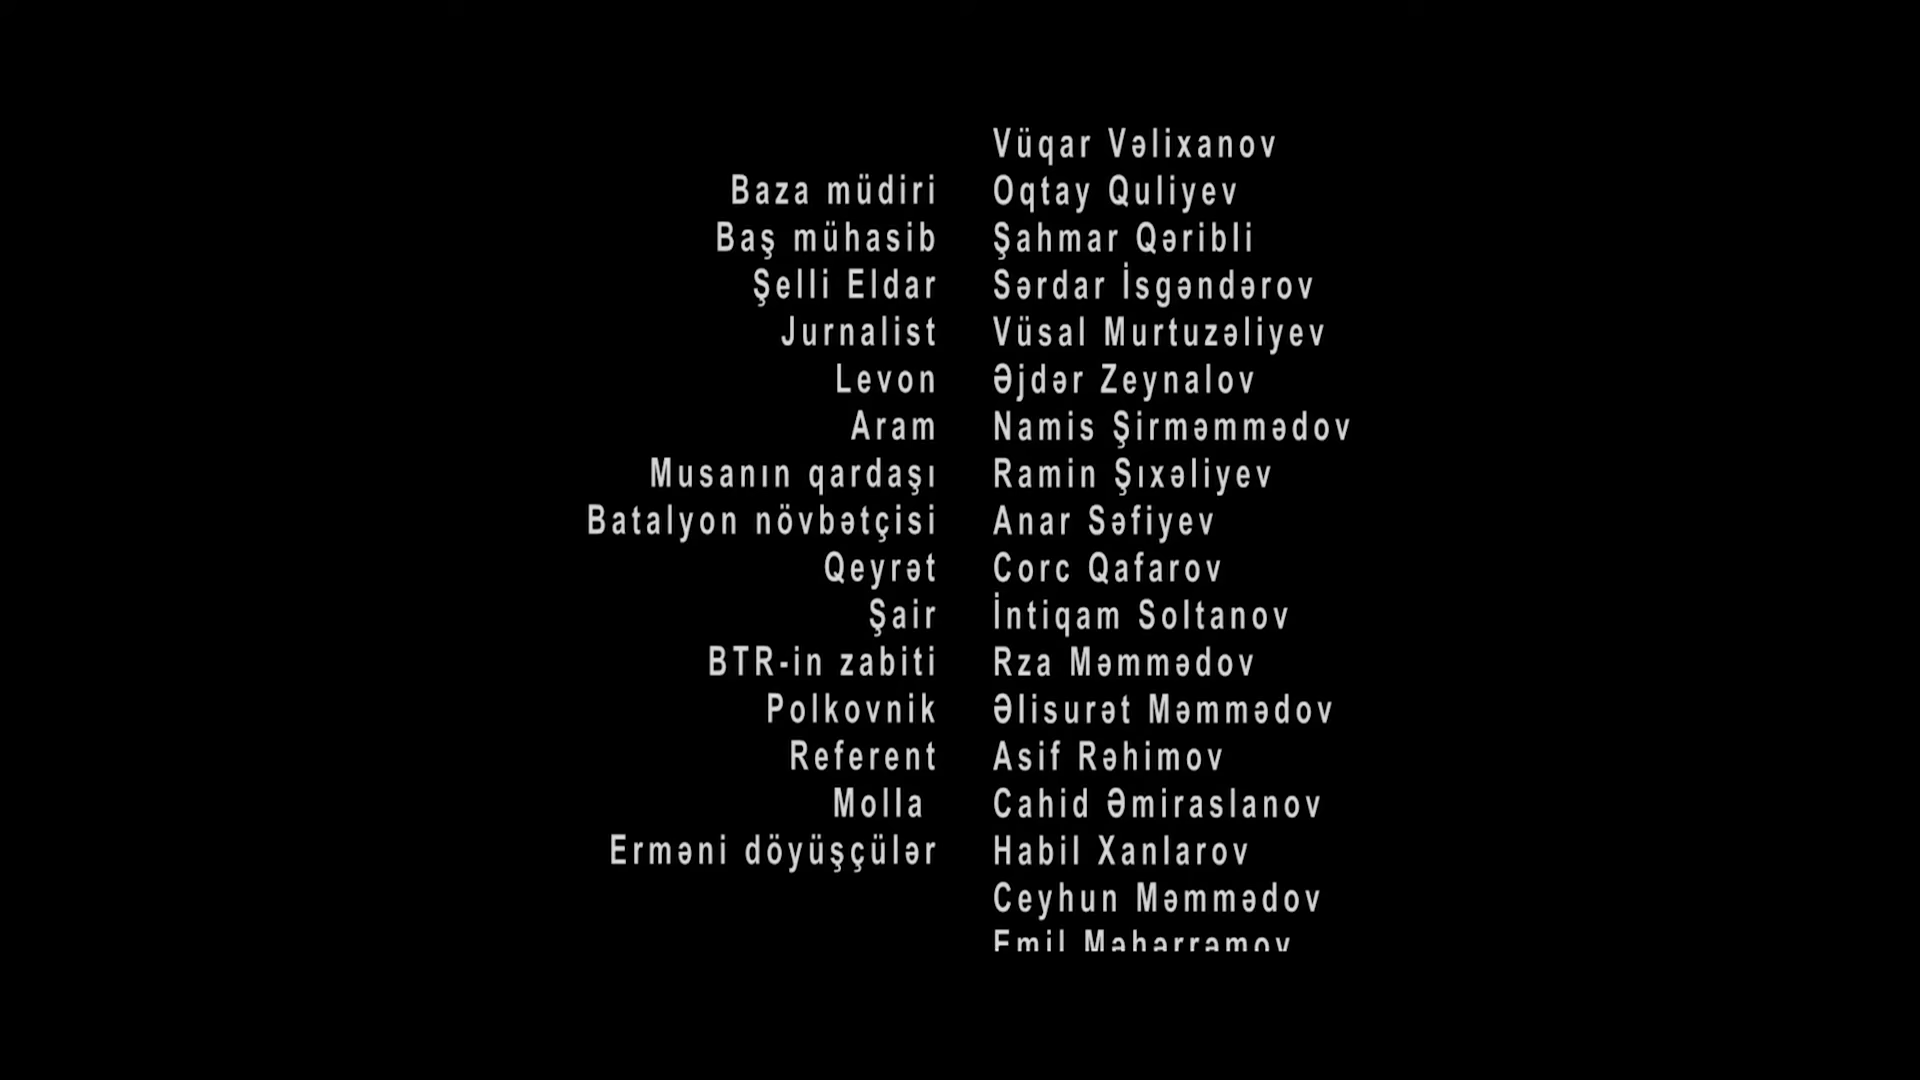 Vüqar Vəlixanov
Baza müdiri Oqtay Quliyev
Baş mühasib Şahmar Qəribli
Şelli Eldar Sərdar İsgəndərov
Jurnalist Vüsal Murtuzəliyev
Levon Əjdər Zeynalov
Aram Namis Şirməmmədov
Musanın qardaşı Ramin Şıxəliyev
Batalyon növbətçisi Anar Səfiyev
Qeyrət Corc Qafarov
Şair İntiqam Soltanov
BTR-in zabiti Rza Məmmədov
Polkovnik Əlisurət Məmmədov
Referent Asif Rəhimov
Molla Cahid Əmiraslanov
Erməni döyüşçülər Habil Xanlarov
Ceyhun Məmmədov
Emil Məhərrəmov